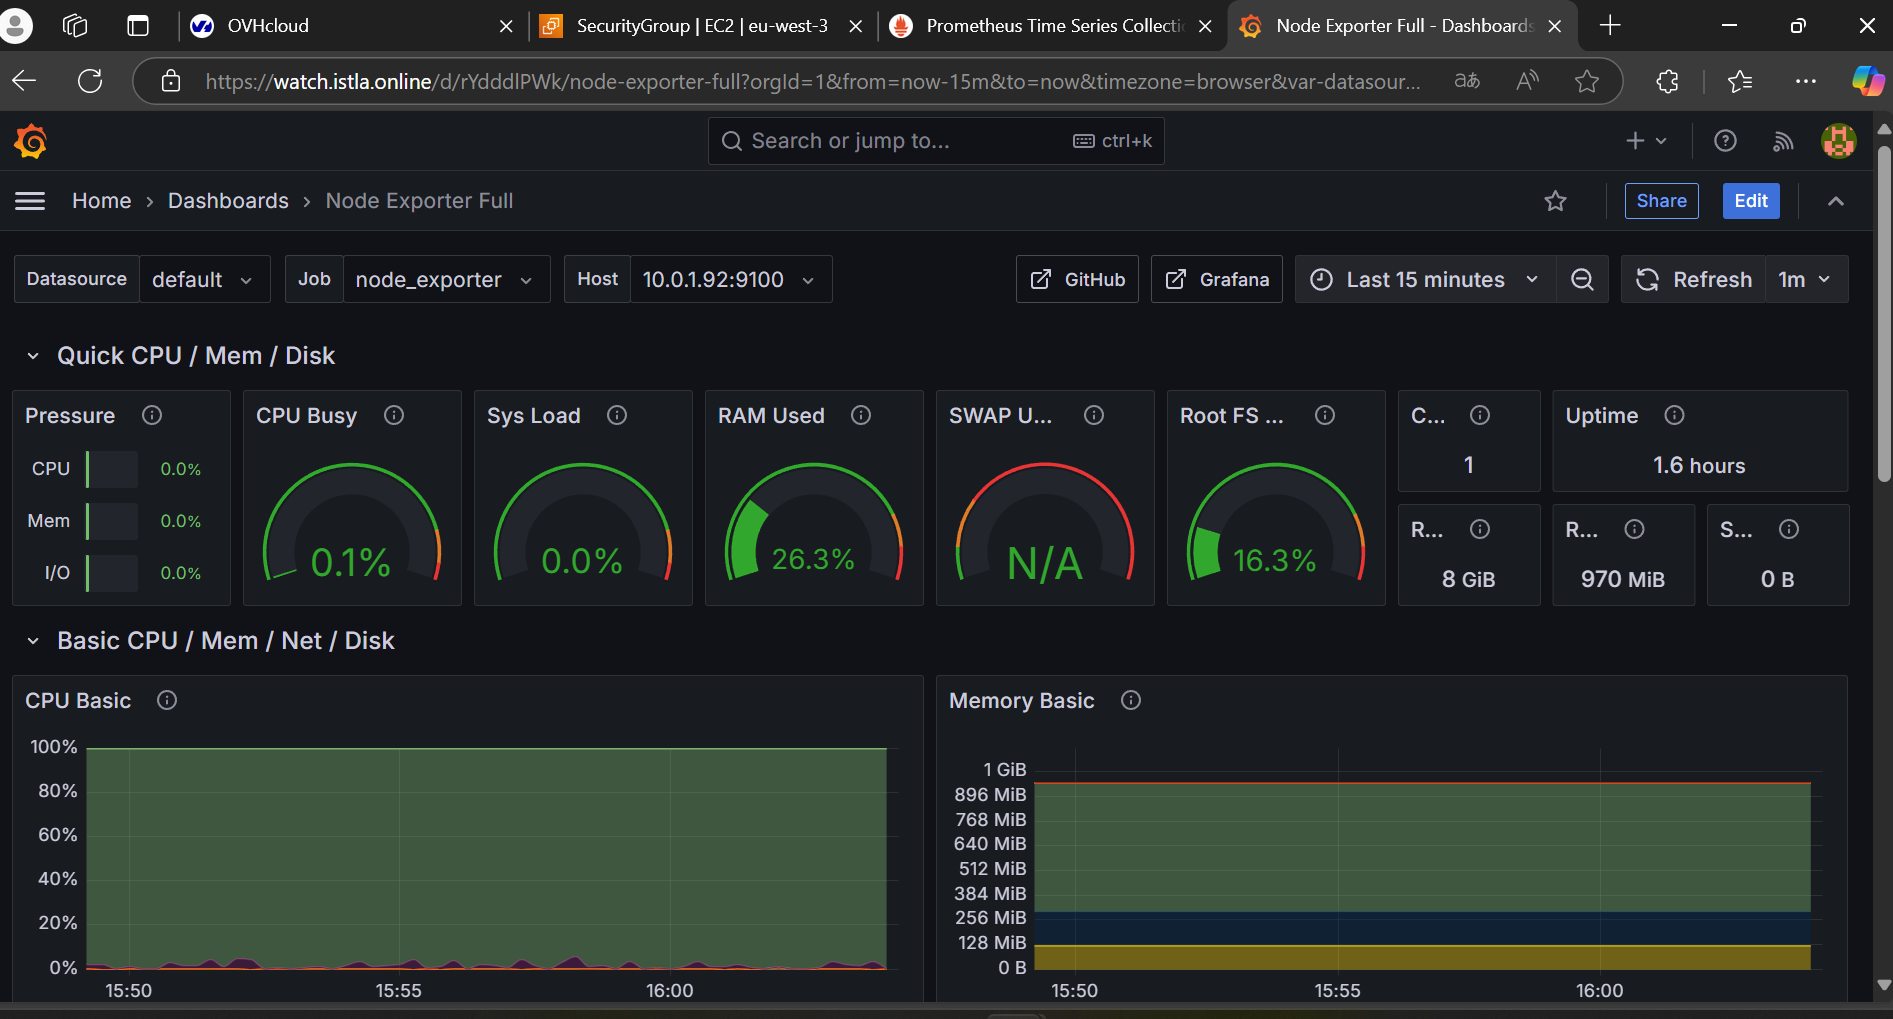 OVHcloud
SecurityGroup | EC2 | eu-west-3
Prometheus Time Series Collecti
Node Exporter Full - Dashboards
https://watch.istla.online/d/rYdddlPWk/node-exporter-full?orgId=1&from=now-15m&to=now&timezone=browser&var-datasour...
Search or jump to...
ctrl+k
Home › Dashboards › Node Exporter Full
Share
Edit
Datasource default
Job node_exporter
Host 10.0.1.92:9100
GitHub
Grafana
Last 15 minutes
Refresh 1m
Quick CPU / Mem / Disk
Pressure
CPU 0.0%
Mem 0.0%
I/O 0.0%
CPU Busy
0.1%
Sys Load
0.0%
RAM Used
26.3%
SWAP U...
N/A
Root FS ...
16.3%
C...
1
Uptime
1.6 hours
R...
8 GiB
R...
970 MiB
S...
0 B
Basic CPU / Mem / Net / Disk
CPU Basic
100%
80%
60%
40%
20%
0%
15:50 15:55 16:00
Memory Basic
1 GiB
896 MiB
768 MiB
640 MiB
512 MiB
384 MiB
256 MiB
128 MiB
0 B
15:50 15:55 16:00